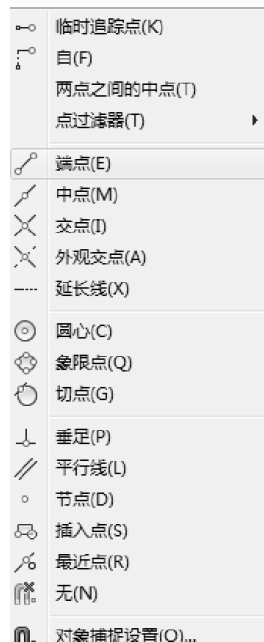 临时追踪点(K)
自(F)
两点之间的中点(T)
点过滤器(T)
端点(E)
中点(M)
交点(I)
外观交点(A)
延长线(X)
圆心(C)
象限点(Q)
切点(G)
垂足(P)
平行线(L)
节点(D)
插入点(S)
最近点(R)
无(N)
对象捕捉设置(O)...